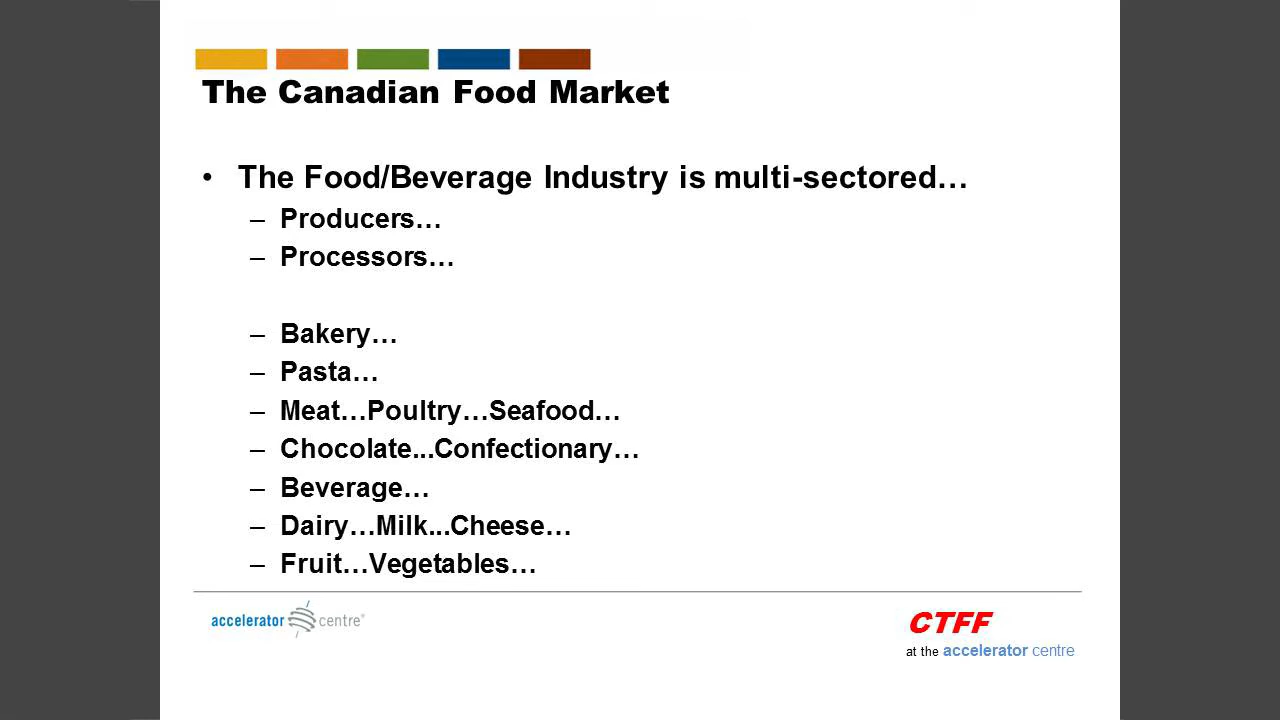 The Canadian Food Market
• The Food/Beverage Industry is multi-sectored…
– Producers…
– Processors…
– Bakery…
– Pasta…
– Meat…Poultry…Seafood…
– Chocolate...Confectionary…
– Beverage…
– Dairy…Milk...Cheese…
– Fruit…Vegetables…
accelerator centre®
CTFF
at the accelerator centre